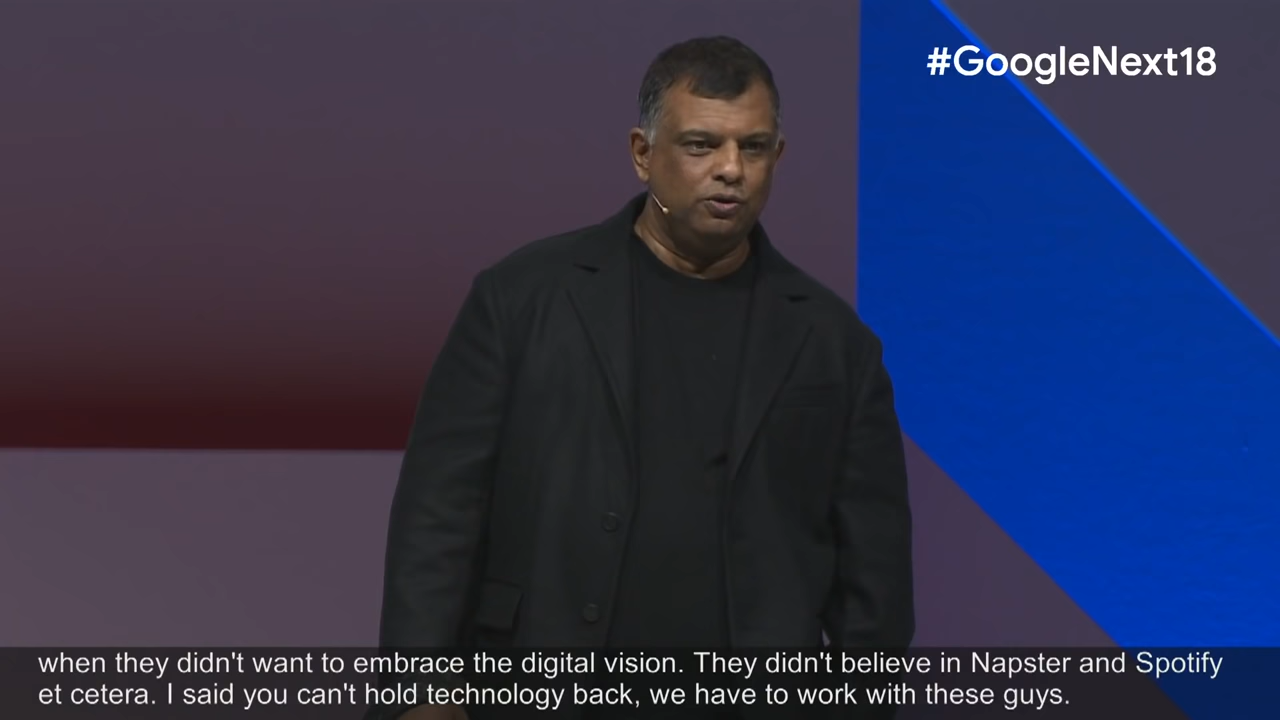 #GoogleNext18
when they didn't want to embrace the digital vision. They didn't believe in Napster and Spotify
et cetera. I said you can't hold technology back, we have to work with these guys.